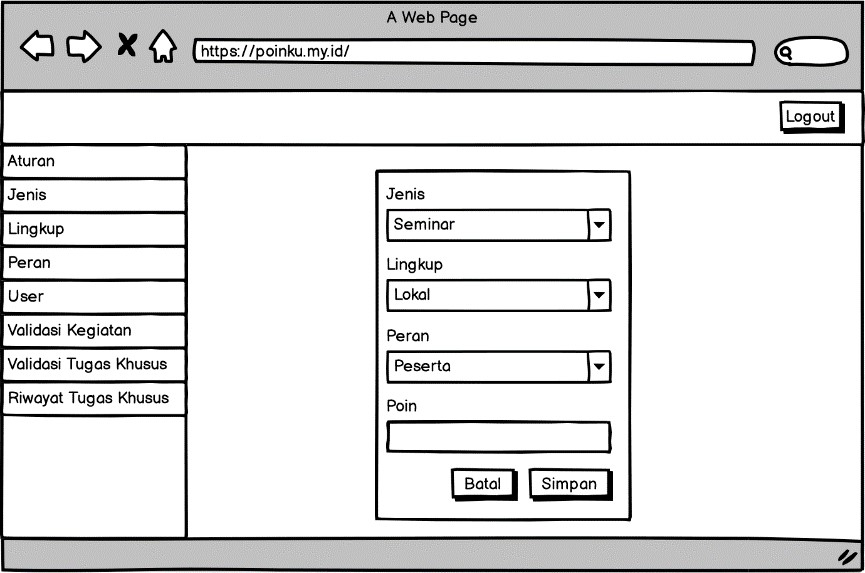 A Web Page
https://poinku.my.id/
Logout
Aturan
Jenis
Lingkup
Peran
User
Validasi Kegiatan
Validasi Tugas Khusus
Riwayat Tugas Khusus
Jenis
Seminar
Lingkup
Lokal
Peran
Peserta
Poin
Batal Simpan